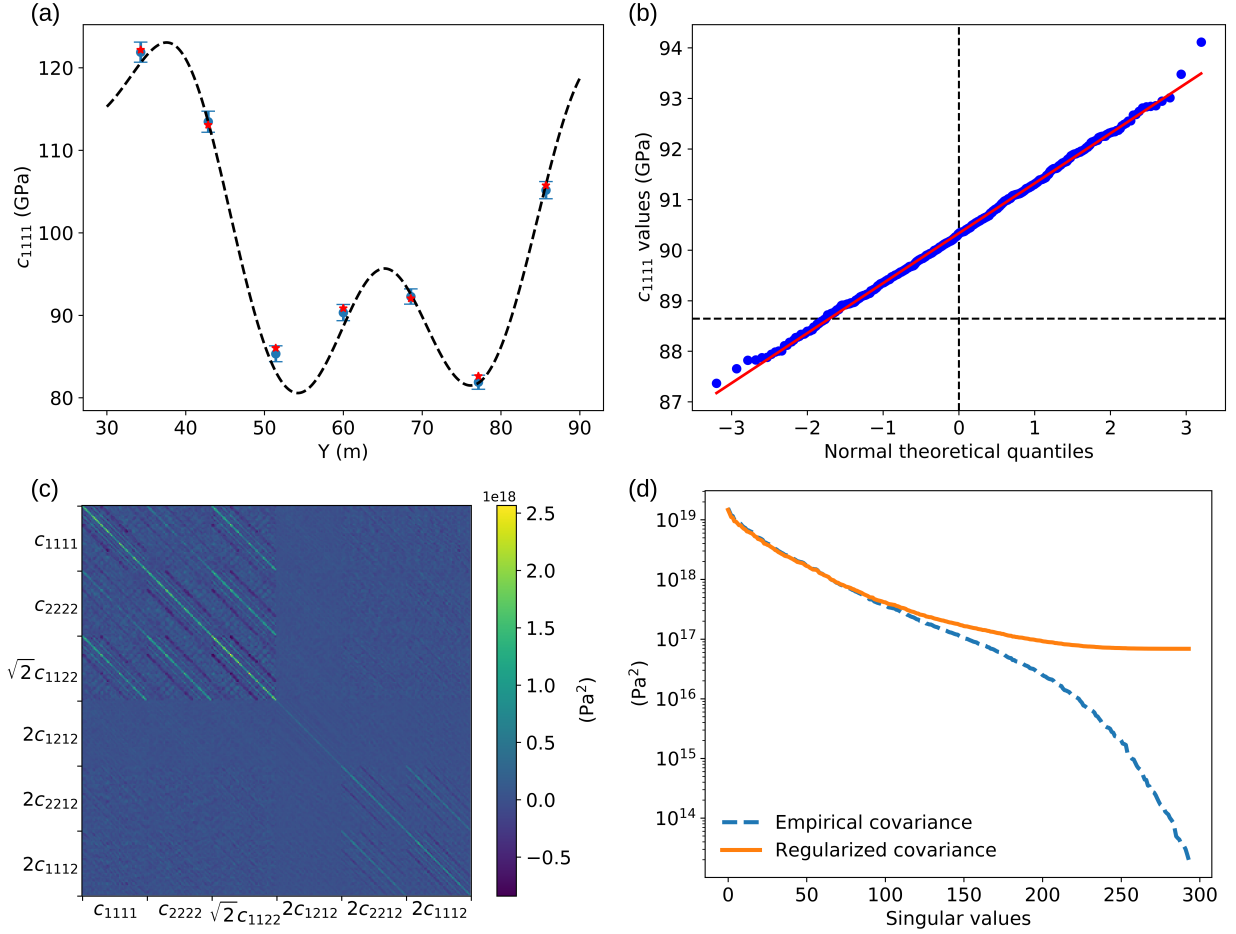 (a)
120
110
100
90
80
c₁₁₁₁ (GPa)
30 40 50 60 70 80 90
Y (m)
(b)
94
93
92
91
90
89
88
87
c₁₁₁₁ values (GPa)
−3 −2 −1 0 1 2 3
Normal theoretical quantiles
(c)
c₁₁₁₁
c₂₂₂₂
√2c₁₁₂₂
2c₁₂₁₂
2c₂₂₁₂
2c₁₁₁₂
c₁₁₁₁ c₂₂₂₂ √2c₁₁₂₂ 2c₁₂₁₂ 2c₂₂₁₂ 2c₁₁₁₂
1e18
2.5
2.0
1.5
1.0
0.5
0.0
−0.5
(Pa²)
(d)
10¹⁹
10¹⁸
10¹⁷
10¹⁶
10¹⁵
10¹⁴
(Pa²)
Empirical covariance
Regularized covariance
0 50 100 150 200 250 300
Singular values